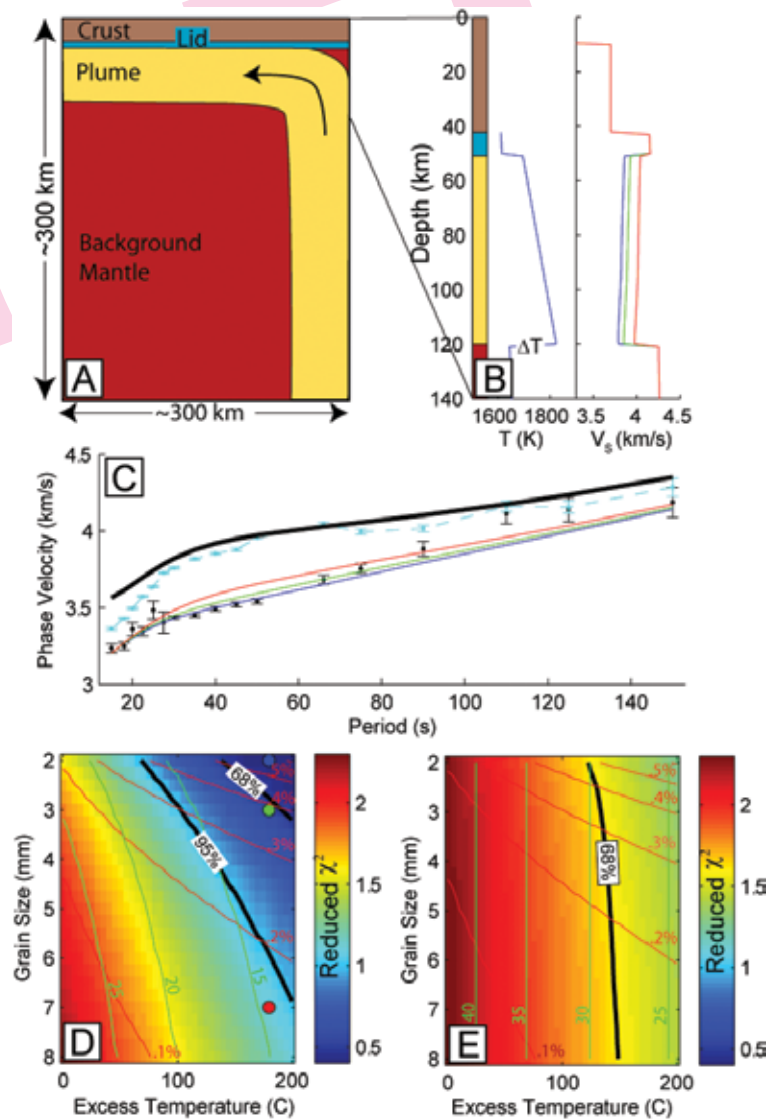 Crust
Lid
Plume
Background
Mantle
~300 km
~300 km
A
0
20
40
60
80
100
120
140
Depth (km)
ΔT
B
1600 1800
T (K)
3.5 4 4.5
Vs (km/s)
C
4.5
4
3.5
3
Phase Velocity (km/s)
20 40 60 80 100 120 140
Period (s)
2
3
4
5
6
7
8
Grain Size (mm)
68%
95%
.5%
.4%
.3%
.2%
.1%
25
20
15
D
0 100 200
Excess Temperature (C)
2
1.5
1
0.5
Reduced χ²
2
3
4
5
6
7
8
Grain Size (mm)
68%
.5%
.4%
.3%
.2%
.1%
40
35
30
25
E
0 100 200
Excess Temperature (C)
2
1.5
1
0.5
Reduced χ²